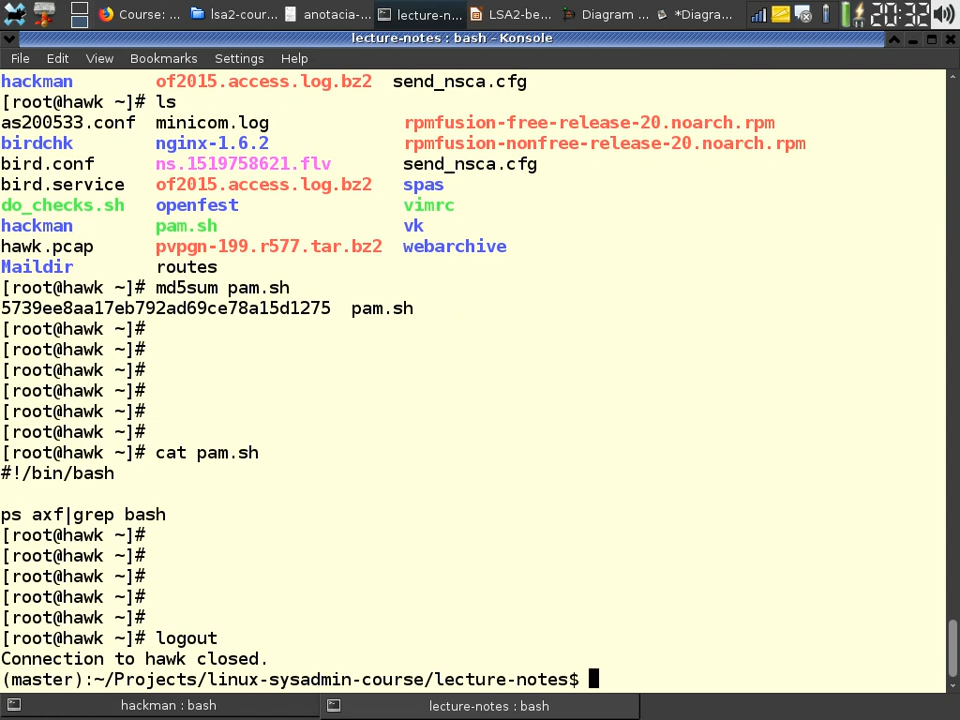 Course: ...
lsa2-cour...
anotacia-...
lecture-n...
LSA2-be...
Diagram ...
*Diagra...
20:32
lecture-notes : bash - Konsole
File Edit View Bookmarks Settings Help
hackman of2015.access.log.bz2 send_nsca.cfg
[root@hawk ~]# ls
as200533.conf minicom.log rpmfusion-free-release-20.noarch.rpm
birdchk nginx-1.6.2 rpmfusion-nonfree-release-20.noarch.rpm
bird.conf ns.1519758621.flv send_nsca.cfg
bird.service of2015.access.log.bz2 spas
do_checks.sh openfest vimrc
hackman pam.sh vk
hawk.pcap pvpgn-199.r577.tar.bz2 webarchive
Maildir routes
[root@hawk ~]# md5sum pam.sh
5739ee8aa17eb792ad69ce78a15d1275 pam.sh
[root@hawk ~]#
[root@hawk ~]#
[root@hawk ~]#
[root@hawk ~]#
[root@hawk ~]#
[root@hawk ~]#
[root@hawk ~]# cat pam.sh
#!/bin/bash
ps axf|grep bash
[root@hawk ~]#
[root@hawk ~]#
[root@hawk ~]#
[root@hawk ~]#
[root@hawk ~]#
[root@hawk ~]# logout
Connection to hawk closed.
(master):~/Projects/linux-sysadmin-course/lecture-notes$
hackman : bash
lecture-notes : bash